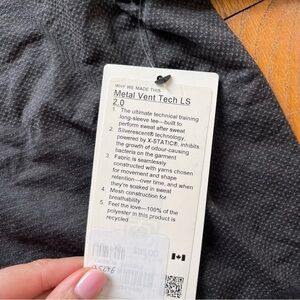 WHY WE MADE THIS
Metal Vent Tech LS
2.0
1. The ultimate technical training
long-sleeve tee—built to
perform sweat after sweat
2. Silverescent® technology,
powered by X-STATIC®, inhibits
the growth of odour-causing
bacteria on the garment
3. Fabric is seamlessly
constructed with yarns chosen
for movement and shape
retention—over time, and when
they're soaked in sweat
4. Mesh construction for
breathability
5. Feel the love—100% of the
polyester in this product is
recycled